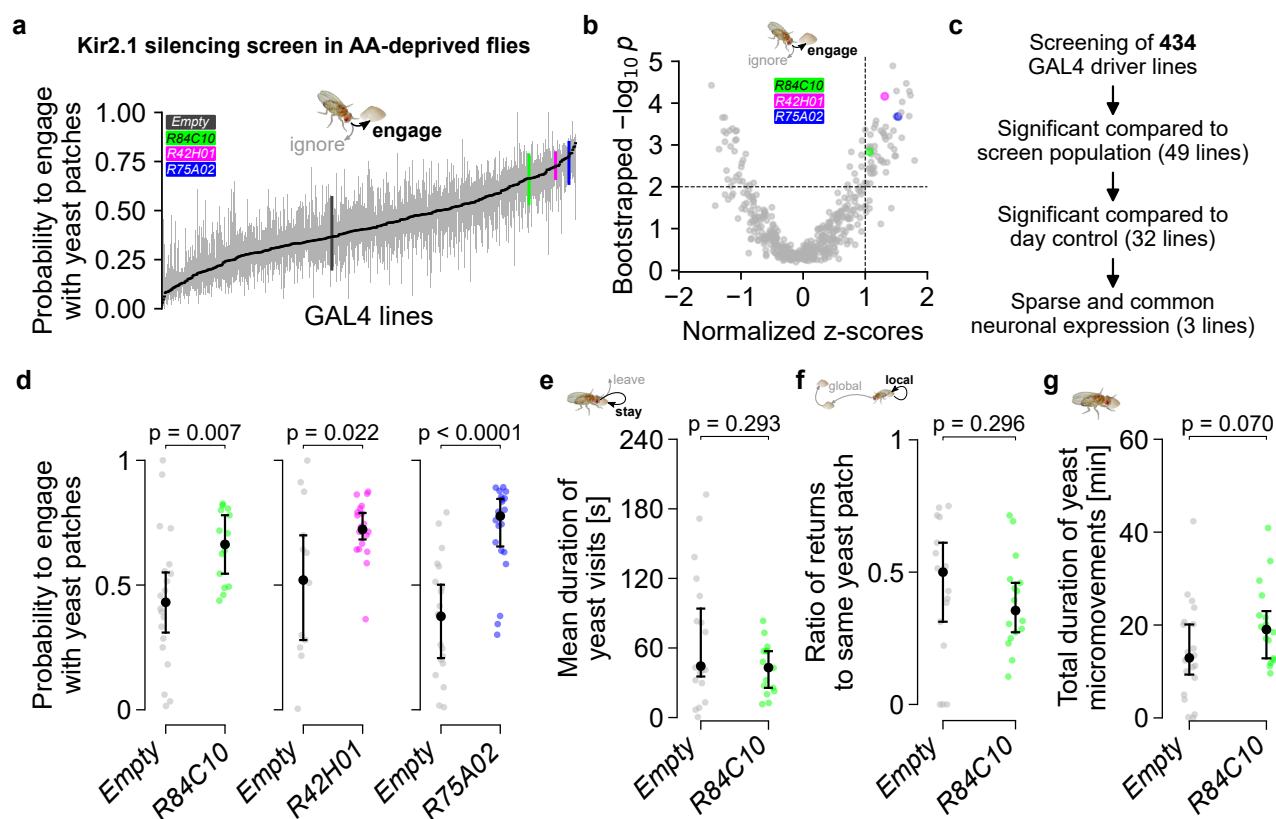 a
Kir2.1 silencing screen in AA-deprived flies
Probability to engage
with yeast patches
1.00
0.75
0.50
0.25
0.00
Empty
R84C10
R42H01
R75A02
ignore
engage
GAL4 lines
b
ignore
engage
R84C10
R42H01
R75A02
Bootstrapped −log10 p
5
4
3
2
1
0
−2
−1
0
1
2
Normalized z-scores
c
Screening of 434
GAL4 driver lines
Significant compared to
screen population (49 lines)
Significant compared to
day control (32 lines)
Sparse and common
neuronal expression (3 lines)
d
Probability to engage
with yeast patches
1
0.5
0
p = 0.007
p = 0.022
p < 0.0001
Empty
R84C10
Empty
R42H01
Empty
R75A02
e
leave
stay
p = 0.293
Mean duration of
yeast visits [s]
240
180
120
60
0
Empty
R84C10
f
global
local
p = 0.296
Ratio of returns
to same yeast patch
1
0.5
0
Empty
R84C10
g
p = 0.070
Total duration of yeast
micromovements [min]
60
40
20
0
Empty
R84C10